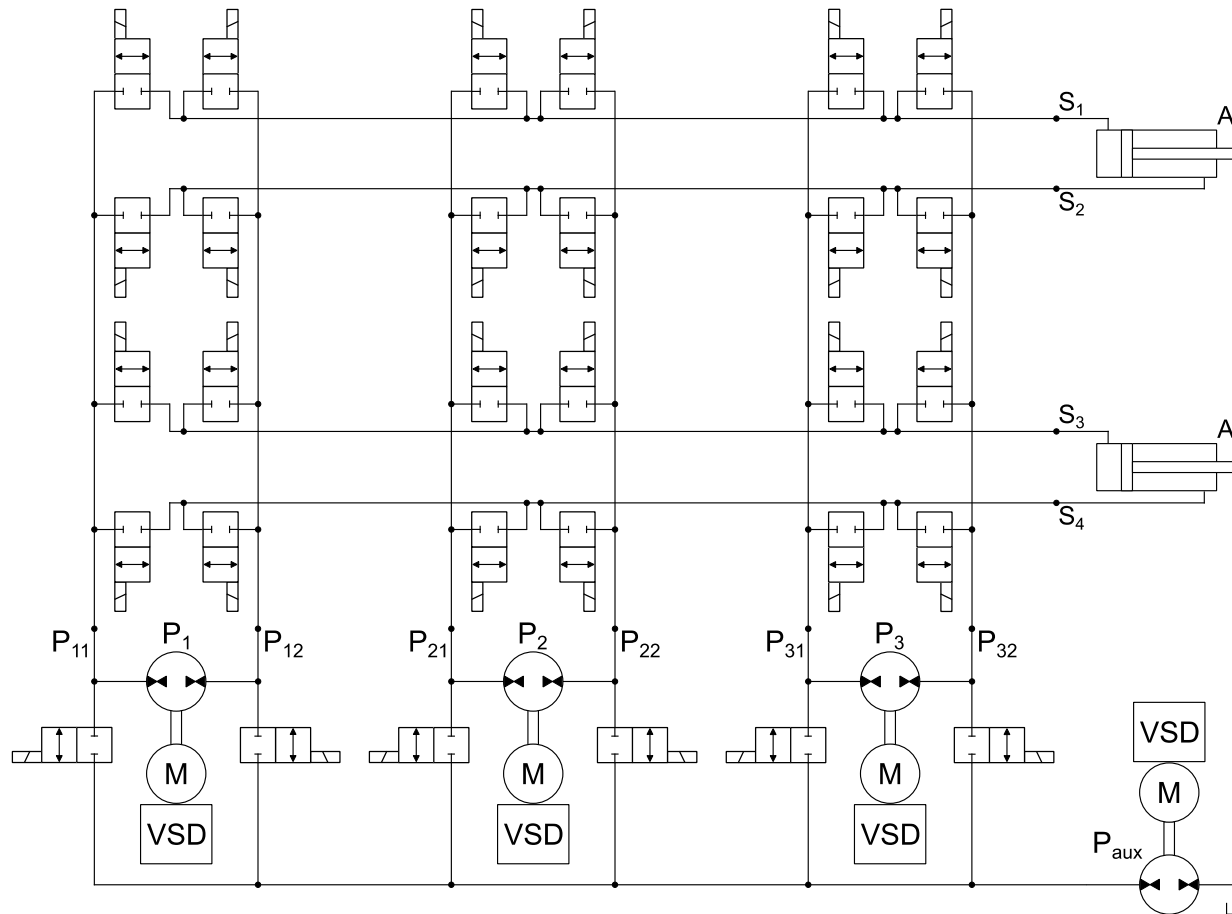 S₁
A
S₂
S₃
A
S₄
P₁₁ P₁ P₁₂ P₂₁ P₂ P₂₂ P₃₁ P₃ P₃₂
VSD
M M M M
VSD VSD VSD
Pₐᵤₓ